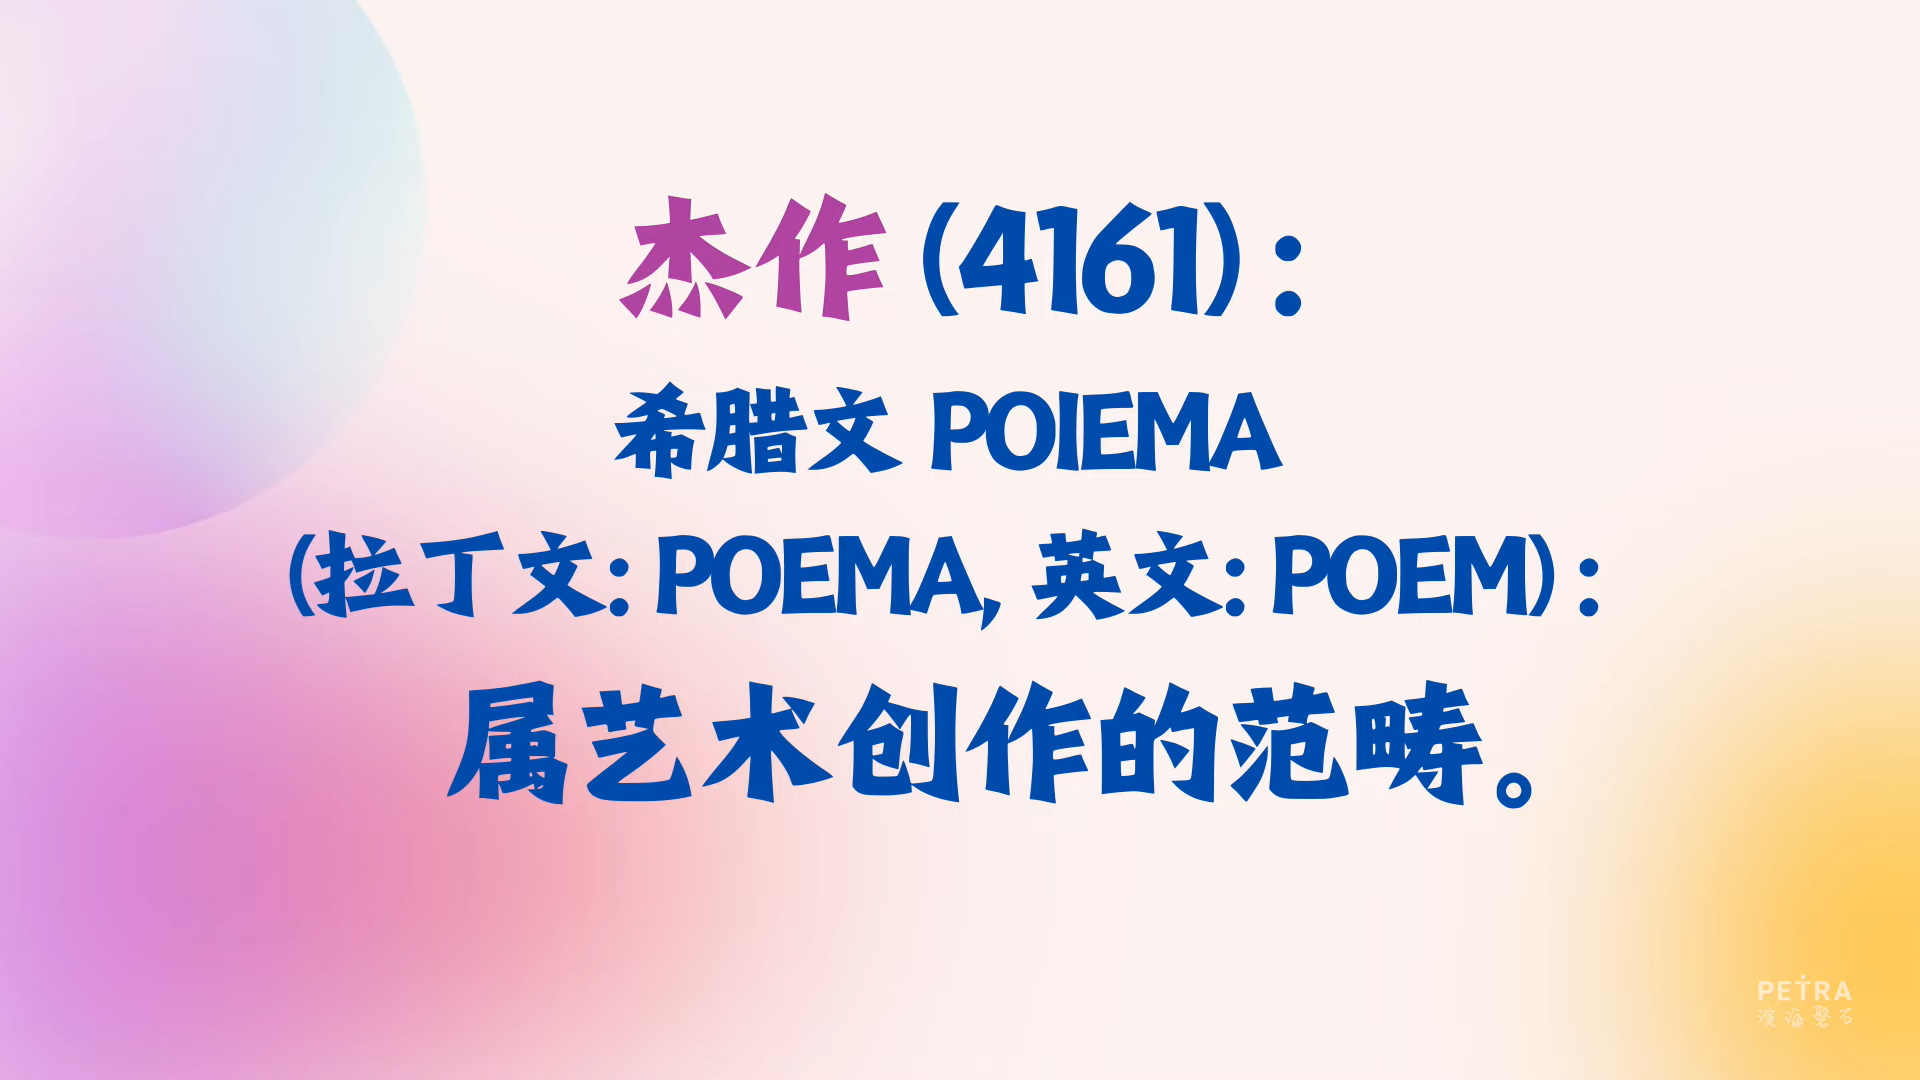 杰作 (4161) :
希腊文 POIEMA
(拉丁文: POEMA, 英文: POEM) :
属艺术创作的范畴。
PETRA